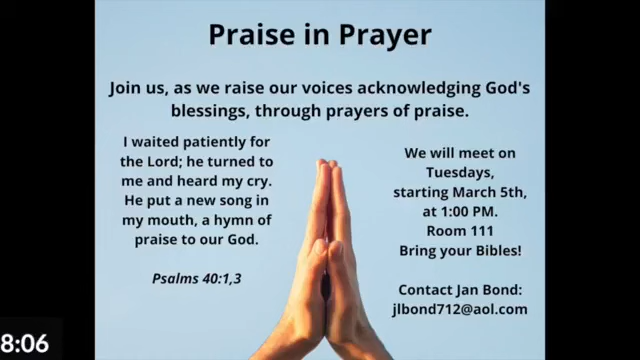 Praise in Prayer
Join us, as we raise our voices acknowledging God's
blessings, through prayers of praise.
I waited patiently for
the Lord; he turned to
me and heard my cry.
He put a new song in
my mouth, a hymn of
praise to our God.
Psalms 40:1,3
We will meet on
Tuesdays,
starting March 5th,
at 1:00 PM.
Room 111
Bring your Bibles!
Contact Jan Bond:
jlbond712@aol.com
8:06